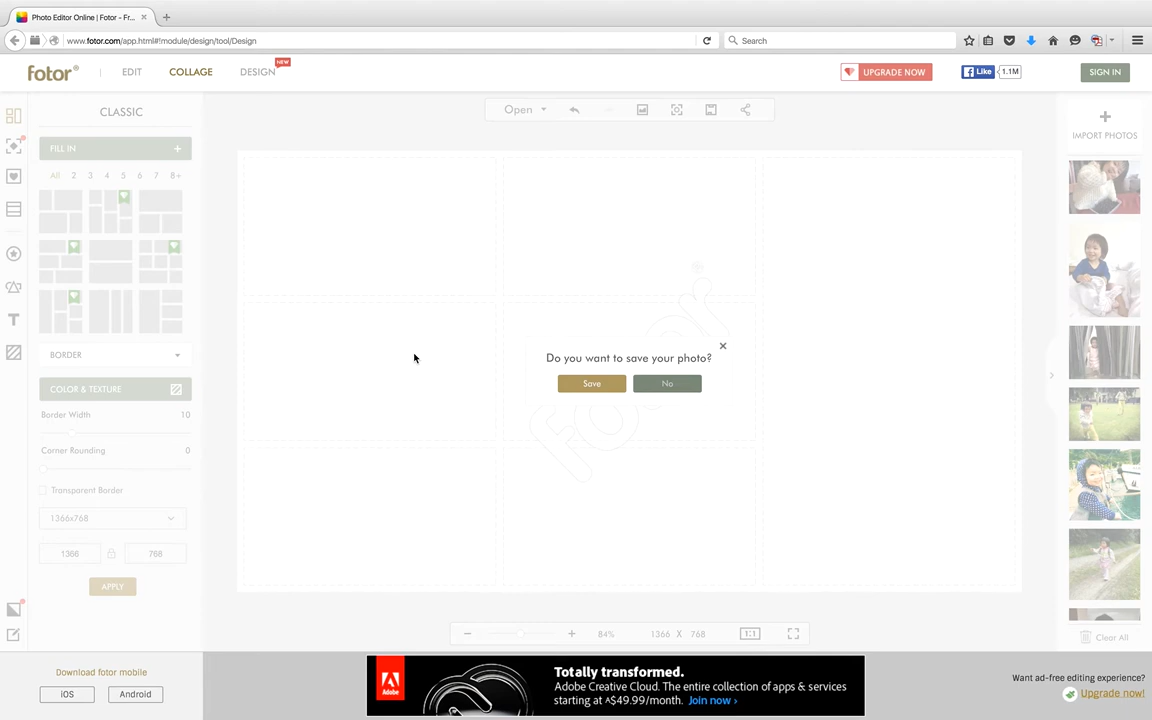 Photo Editor Online | Fotor - Fr...
www.fotor.com/app.html#!module/design/tool/Design
Search
fotor®
EDIT
COLLAGE
DESIGN
NEW
UPGRADE NOW
Like
1.1M
SIGN IN
CLASSIC
Open
IMPORT PHOTOS
FILL IN
All 2 3 4 5 6 7 8+
BORDER
COLOR & TEXTURE
Border Width 10
Corner Rounding 0
Transparent Border
1366x768
1366
768
APPLY
fotor
Do you want to save your photo?
Save
No
84%
1366 X 768
1:1
Clear All
Download fotor mobile
iOS
Android
Adobe
Totally transformed.
Adobe Creative Cloud. The entire collection of apps & services
starting at ^$49.99/month. Join now ›
Want ad-free editing experience?
Upgrade now!